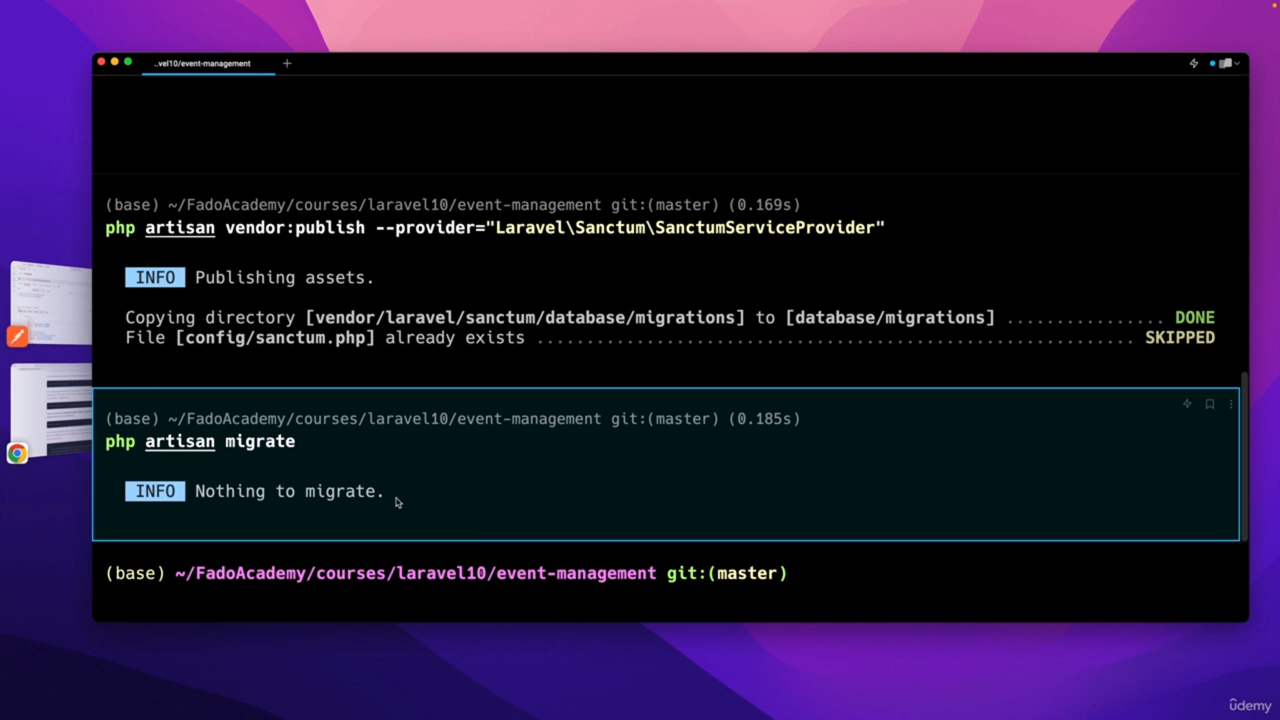 ..vel10/event-management
(base) ~/FadoAcademy/courses/laravel10/event-management git:(master) (0.169s)
php artisan vendor:publish --provider="Laravel\Sanctum\SanctumServiceProvider"
INFO Publishing assets.
Copying directory [vendor/laravel/sanctum/database/migrations] to [database/migrations] ................ DONE
File [config/sanctum.php] already exists ............................................................ SKIPPED
(base) ~/FadoAcademy/courses/laravel10/event-management git:(master) (0.185s)
php artisan migrate
INFO Nothing to migrate.
(base) ~/FadoAcademy/courses/laravel10/event-management git:(master)
ûdemy